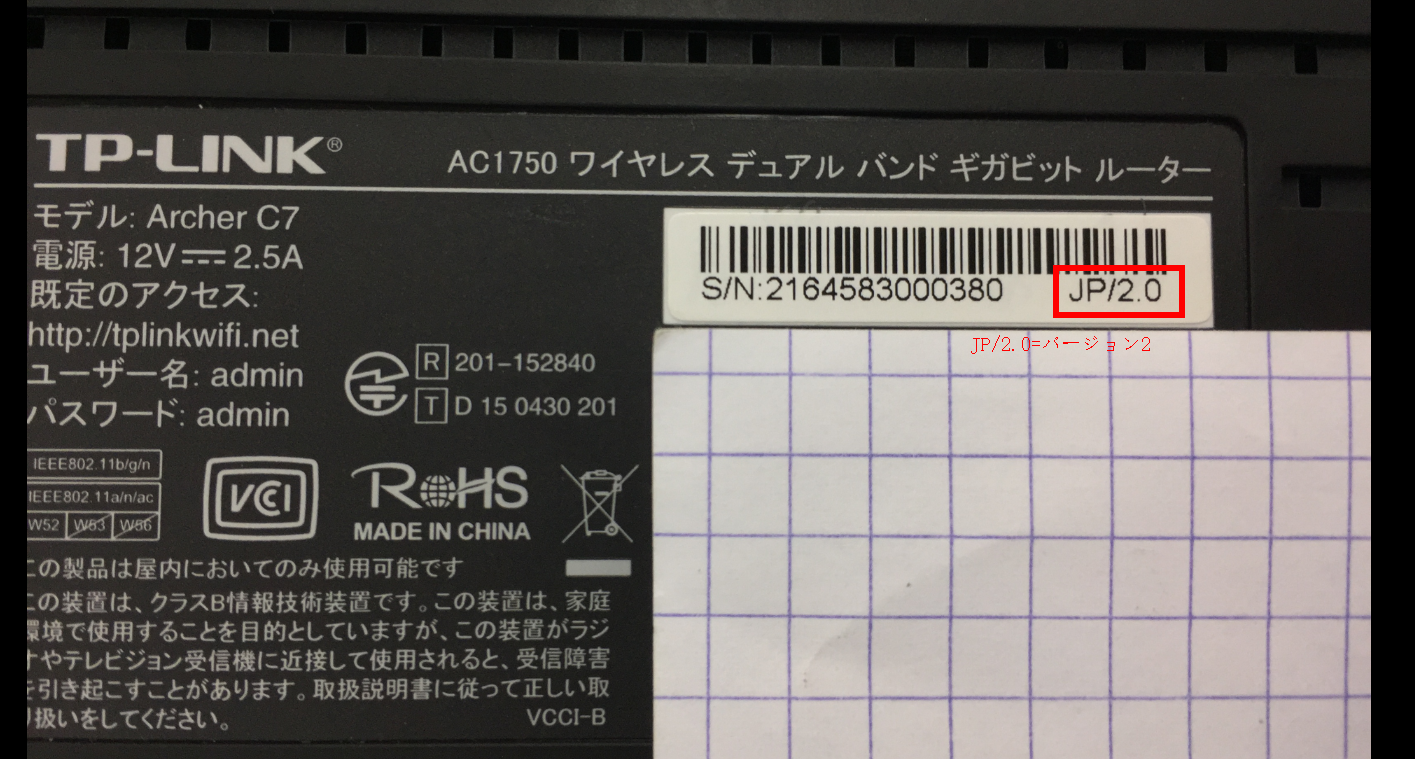 TP-LINK®
AC1750 ワイヤレス デュアル バンド ギガビット ルーター
モデル: Archer C7
電源: 12V⎓2.5A
既定のアクセス:
http://tplinkwifi.net
ユーザー名: admin
パスワード: admin
S/N:2164583000380 JP/2.0
JP/2.0=バージョン2
R 201-152840
T D 15 0430 201
IEEE802.11b/g/n
IEEE802.11a/n/ac
W52 W53 W56
VCCI
RoHS
MADE IN CHINA
この製品は屋内においてのみ使用可能です
この装置は、クラスB情報技術装置です。この装置は、家庭
環境で使用することを目的としていますが、この装置がラジ
オやテレビジョン受信機に近接して使用されると、受信障害
を引き起こすことがあります。取扱説明書に従って正しい取
り扱いをしてください。
VCCI-B